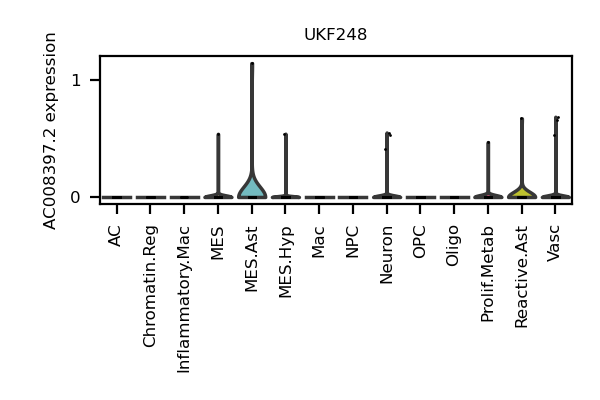 UKF248
AC008397.2 expression
1
0
AC
Chromatin.Reg
Inflammatory.Mac
MES
MES.Ast
MES.Hyp
Mac
NPC
Neuron
OPC
Oligo
Prolif.Metab
Reactive.Ast
Vasc